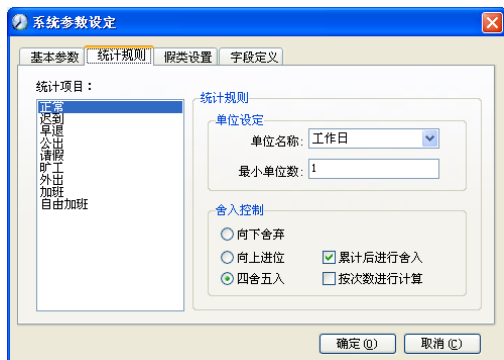 系统参数设定
基本参数 统计规则 假类设置 字段定义
统计项目：
正常
迟到
早退
公出
请假
旷工
外出
加班
自由加班
统计规则
单位设定
单位名称: 工作日
最小单位数: 1
舍入控制
向下舍弃
向上进位 累计后进行舍入
四舍五入 按次数进行计算
确定(O) 取消(C)